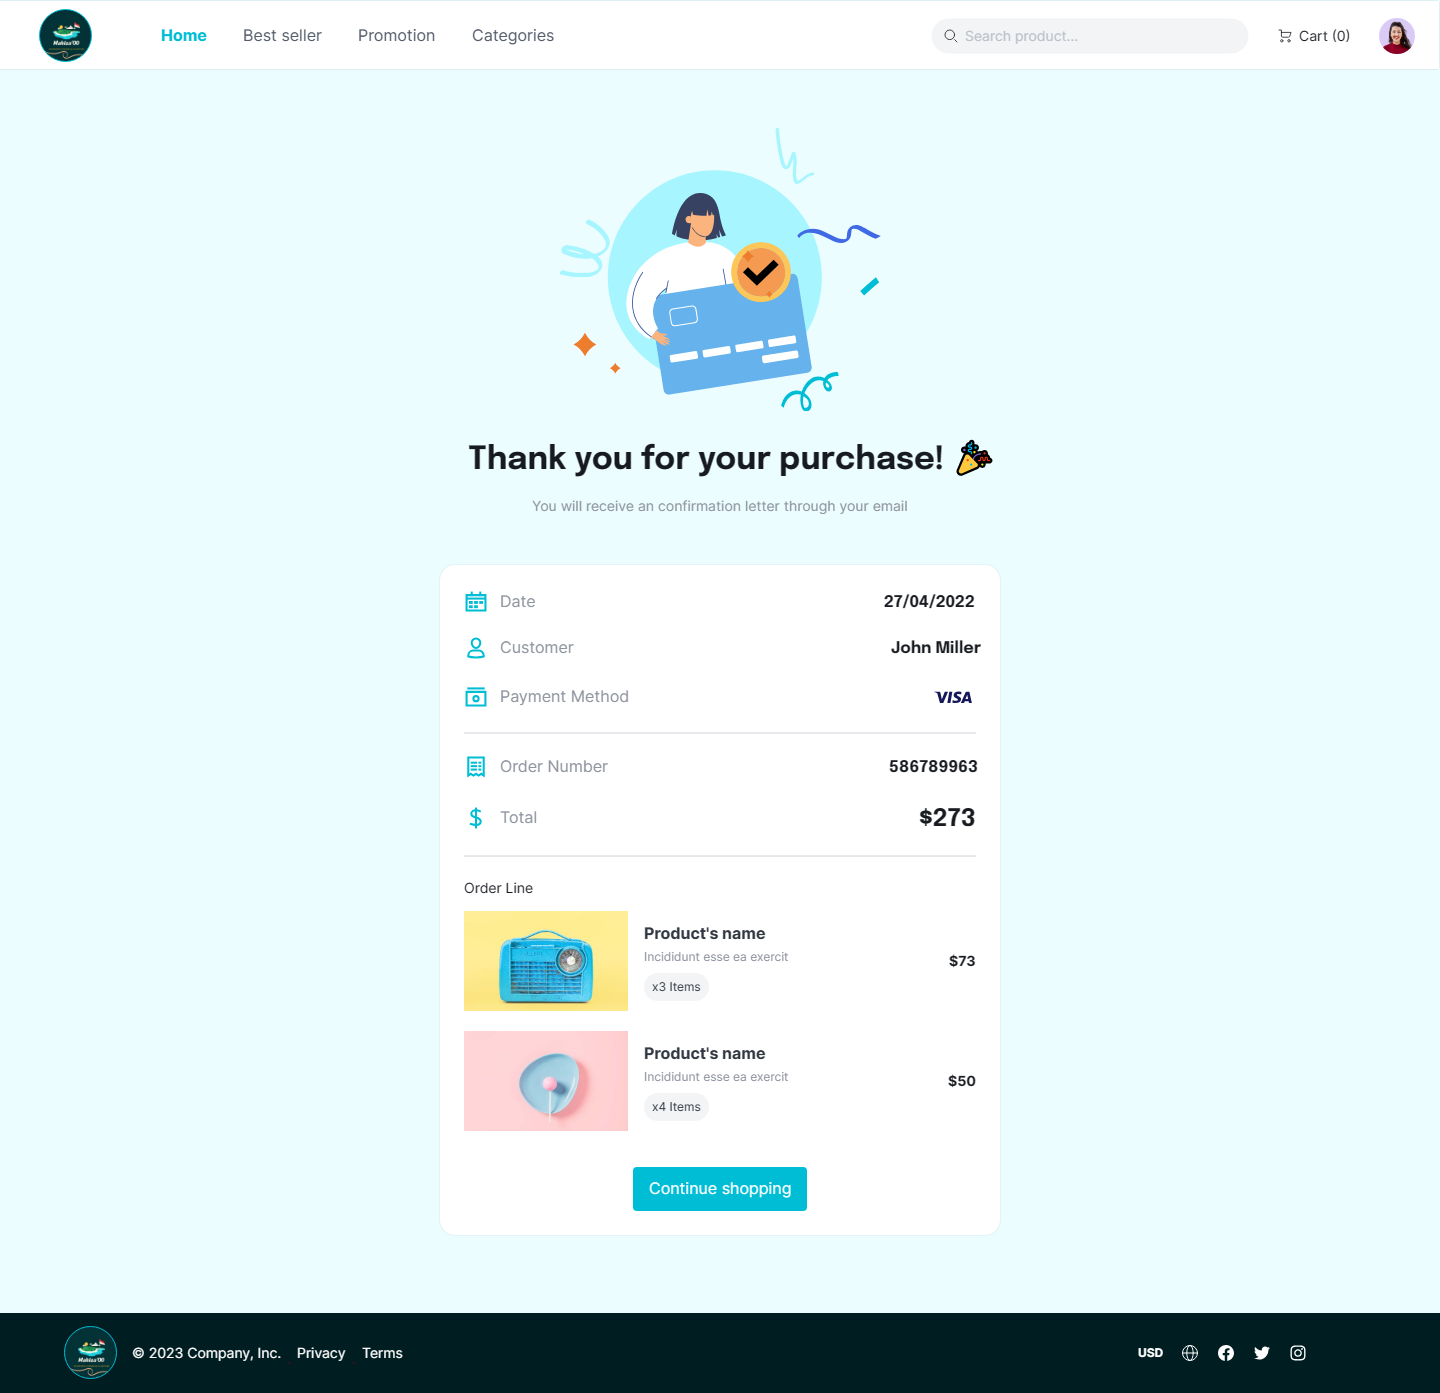 Home Best seller Promotion Categories Search product... Cart (0)
Thank you for your purchase!
You will receive an confirmation letter through your email
Date 27/04/2022
Customer John Miller
Payment Method VISA
Order Number 586789963
Total $273
Order Line
Product's name
Incididunt esse ea exercit
$73
x3 Items
Product's name
Incididunt esse ea exercit
$50
x4 Items
Continue shopping
© 2023 Company, Inc. Privacy Terms USD